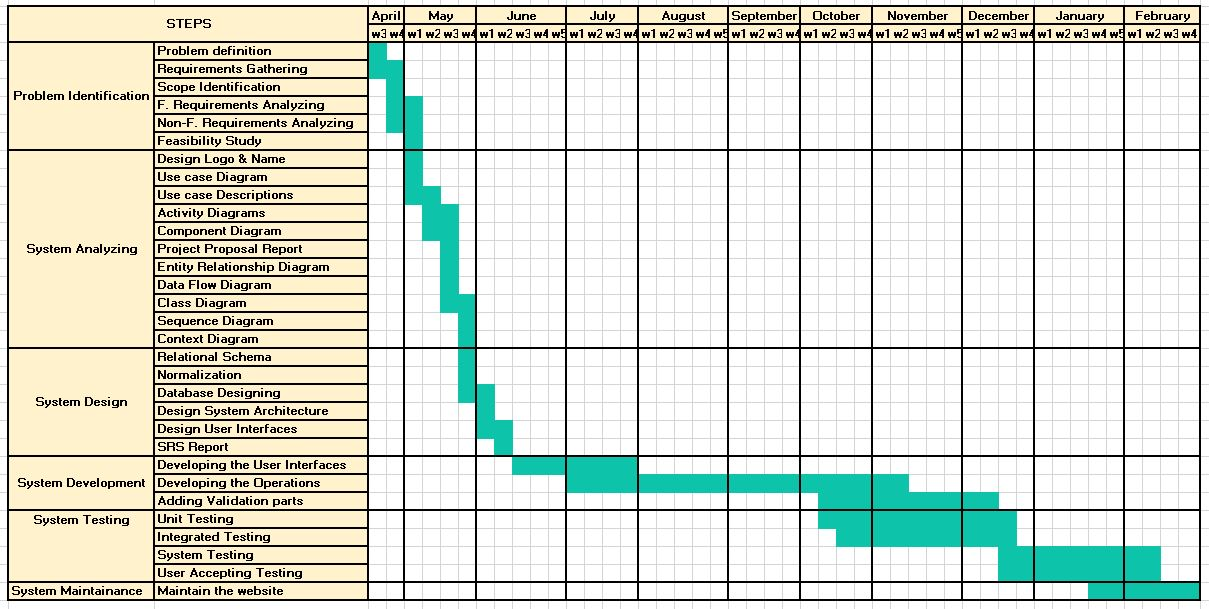 STEPS
April May June July August September October November December January February
w3 w4 w1 w2 w3 w4 w1 w2 w3 w4 w5 w1 w2 w3 w4 w1 w2 w3 w4 w5 w1 w2 w3 w4 w1 w2 w3 w4 w1 w2 w3 w4 w5 w1 w2 w3 w4 w1 w2 w3 w4 w5 w1 w2 w3 w4
Problem Identification
Problem definition
Requirements Gathering
Scope Identification
F. Requirements Analyzing
Non-F. Requirements Analyzing
Feasibility Study
System Analyzing
Design Logo & Name
Use case Diagram
Use case Descriptions
Activity Diagrams
Component Diagram
Project Proposal Report
Entity Relationship Diagram
Data Flow Diagram
Class Diagram
Sequence Diagram
Context Diagram
System Design
Relational Schema
Normalization
Database Designing
Design System Architecture
Design User Interfaces
SRS Report
System Development
Developing the User Interfaces
Developing the Operations
Adding Validation parts
System Testing
Unit Testing
Integrated Testing
System Testing
User Accepting Testing
System Maintainance
Maintain the website